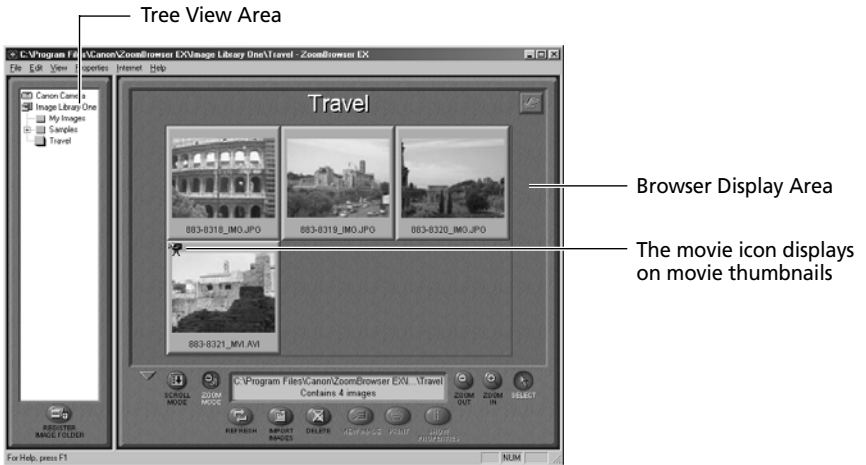 Tree View Area
C:\Program Files\Canon\ZoomBrowser EX\Image Library One\Travel - ZoomBrowser EX
File Edit View Properties Internet Help
Canon Camera
Image Library One
My Images
Samples
Travel
Travel
883-8318_IMG.JPG
883-8319_IMG.JPG
883-8320_IMG.JPG
Browser Display Area
The movie icon displays
on movie thumbnails
883-8321_MVI.AVI
C:\Program Files\Canon\ZoomBrowser EX\I...\Travel
Contains 4 images
SCROLL
MODE
ZOOM
MODE
ZOOM
OUT
ZOOM
IN
SELECT
REFRESH
IMPORT
IMAGES
DELETE
VIEW IMAGE
PRINT
SHOW
PROPERTIES
REGISTER
IMAGE FOLDER
For Help, press F1
NUM